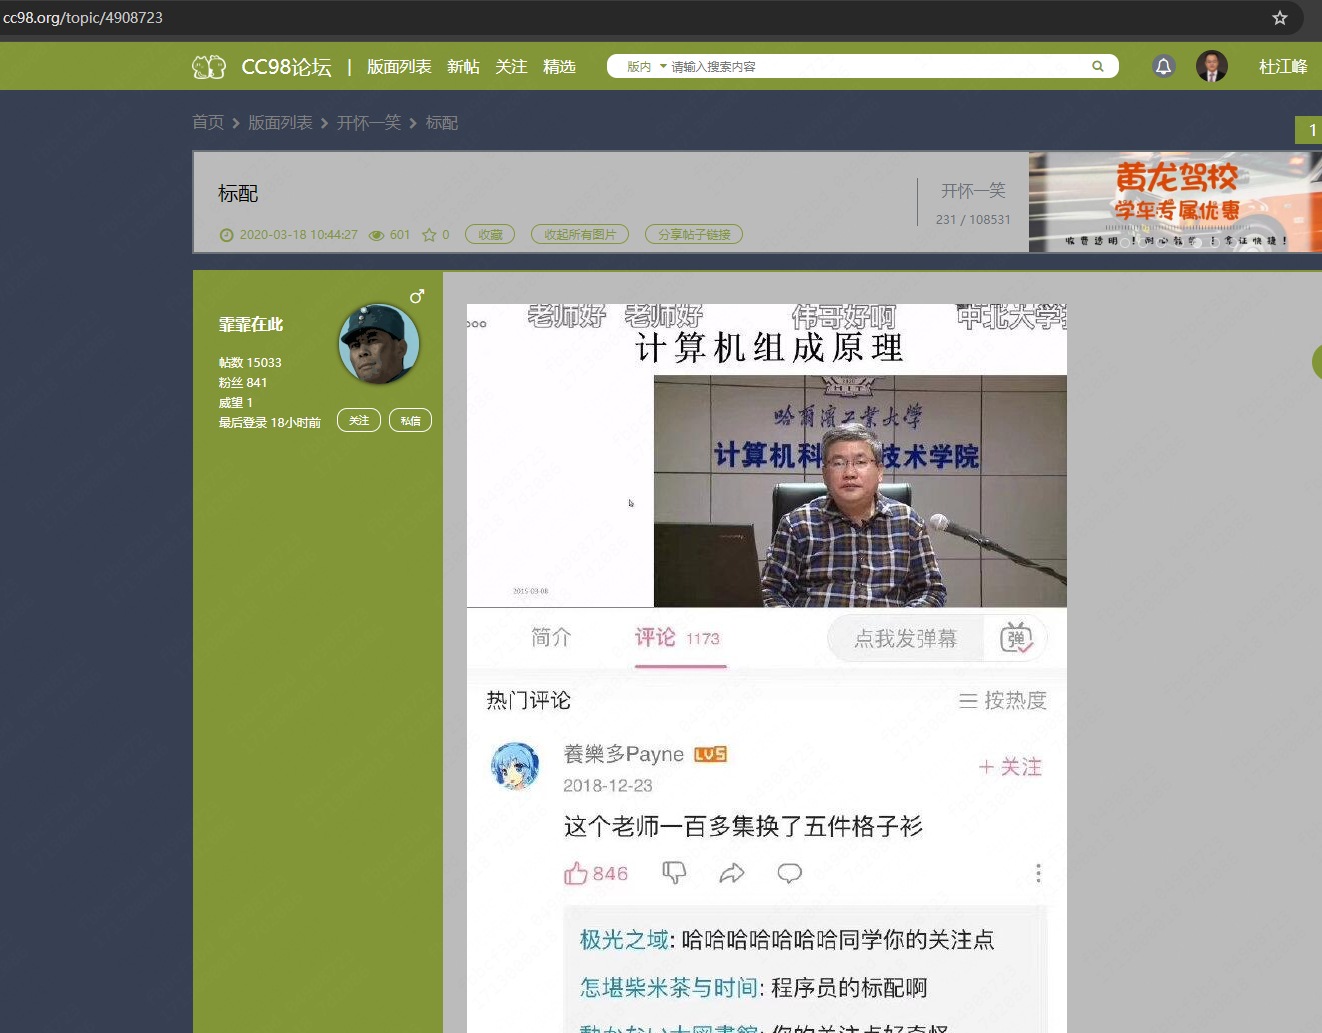 cc98.org/topic/4908723
CC98论坛 | 版面列表 新帖 关注 精选 版内 请输入搜索内容 杜江峰
首页 版面列表 开怀一笑 标配
1
标配
2020-03-18 10:44:27 601 0 收藏 收起所有图片 分享帖子链接
开怀一笑
231 / 108531
黄龙驾校
学车专属优惠
霏霏在此
帖数 15033
粉丝 841
威望 1
最后登录 18小时前
关注 私信
老师好 老师好 伟哥好啊 中北大学
计算机组成原理
哈尔滨工业大学
计算机科 技术学院
2015-03-08
简介 评论 1173 点我发弹幕 弹
热门评论 按热度
養樂多Payne LV5
2018-12-23
+ 关注
这个老师一百多集换了五件格子衫
846
极光之域: 哈哈哈哈哈哈哈同学你的关注点
怎堪柴米茶与时间: 程序员的标配啊
動かない大図書館: 你的关注点好奇怪